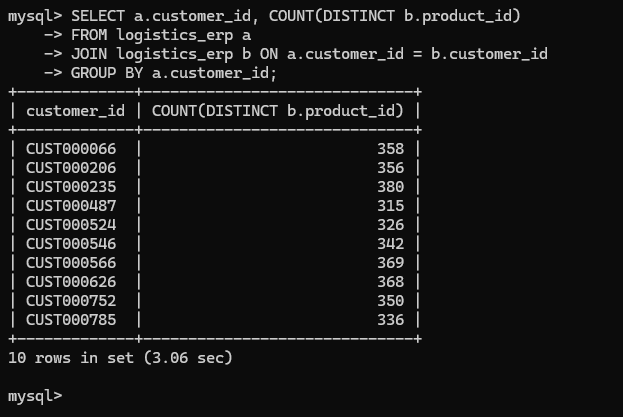 mysql> SELECT a.customer_id, COUNT(DISTINCT b.product_id)
    -> FROM logistics_erp a
    -> JOIN logistics_erp b ON a.customer_id = b.customer_id
    -> GROUP BY a.customer_id;
+-------------+----------------------------+
| customer_id | COUNT(DISTINCT b.product_id) |
+-------------+----------------------------+
| CUST000066 | 358 |
| CUST000206 | 356 |
| CUST000235 | 380 |
| CUST000487 | 315 |
| CUST000524 | 326 |
| CUST000546 | 342 |
| CUST000566 | 369 |
| CUST000626 | 368 |
| CUST000752 | 350 |
| CUST000785 | 336 |
+-------------+----------------------------+
10 rows in set (3.06 sec)
mysql>